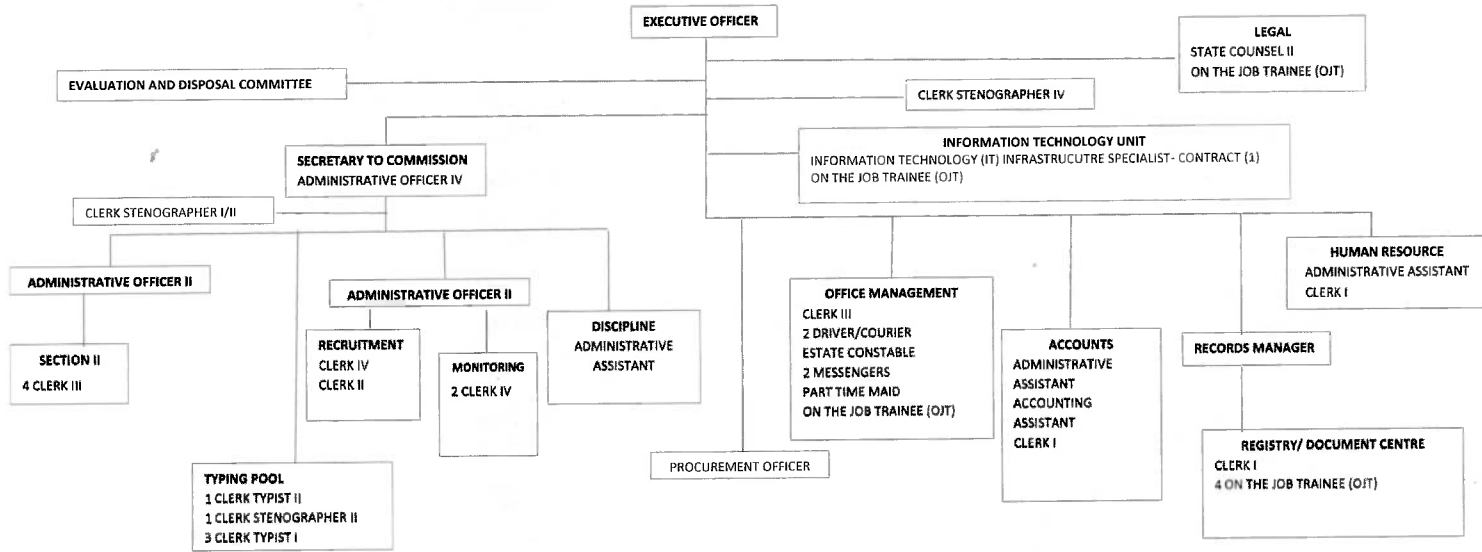 EXECUTIVE OFFICER
LEGAL
STATE COUNSEL II
ON THE JOB TRAINEE (OJT)
EVALUATION AND DISPOSAL COMMITTEE
CLERK STENOGRAPHER IV
SECRETARY TO COMMISSION
ADMINISTRATIVE OFFICER IV
INFORMATION TECHNOLOGY UNIT
INFORMATION TECHNOLOGY (IT) INFRASTRUCUTRE SPECIALIST- CONTRACT (1)
ON THE JOB TRAINEE (OJT)
CLERK STENOGRAPHER I/II
ADMINISTRATIVE OFFICER II
SECTION II
4 CLERK III
TYPING POOL
1 CLERK TYPIST II
1 CLERK STENOGRAPHER II
3 CLERK TYPIST I
ADMINISTRATIVE OFFICER II
RECRUITMENT
CLERK IV
CLERK II
MONITORING
2 CLERK IV
DISCIPLINE
ADMINISTRATIVE
ASSISTANT
PROCUREMENT OFFICER
OFFICE MANAGEMENT
CLERK III
2 DRIVER/COURIER
ESTATE CONSTABLE
2 MESSENGERS
PART TIME MAID
ON THE JOB TRAINEE (OJT)
ACCOUNTS
ADMINISTRATIVE
ASSISTANT
ACCOUNTING
ASSISTANT
CLERK I
RECORDS MANAGER
REGISTRY/ DOCUMENT CENTRE
CLERK I
4 ON THE JOB TRAINEE (OJT)
HUMAN RESOURCE
ADMINISTRATIVE ASSISTANT
CLERK I